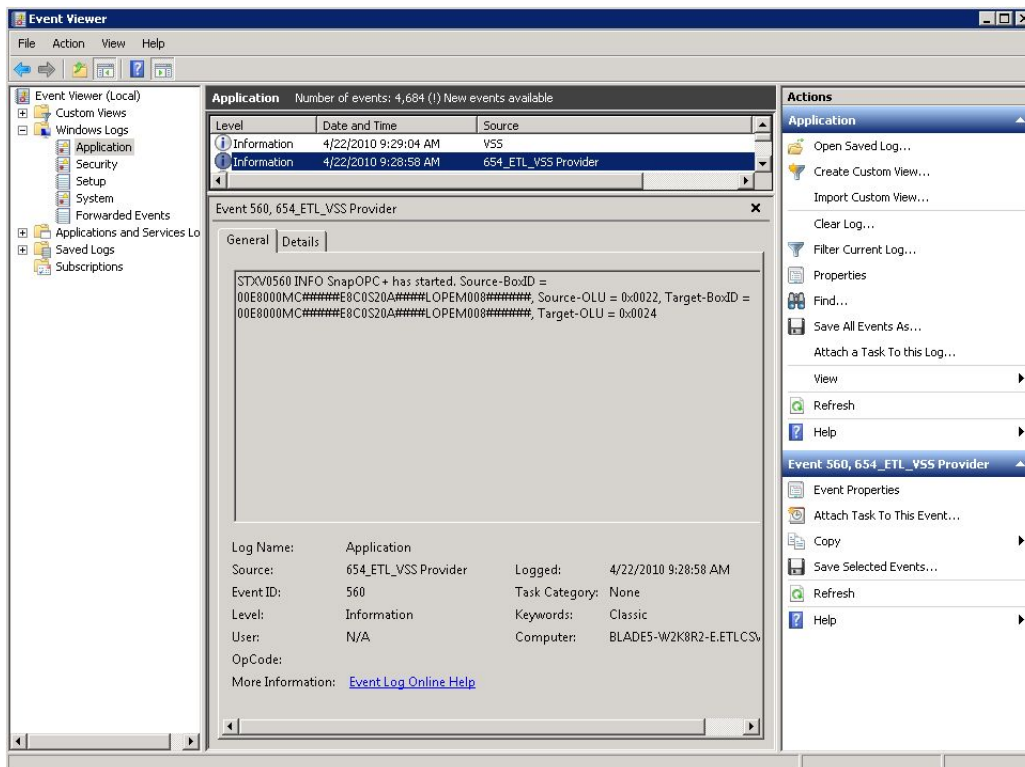 Event Viewer
File Action View Help
Event Viewer (Local)
Custom Views
Windows Logs
Application
Security
Setup
System
Forwarded Events
Applications and Services Lo
Saved Logs
Subscriptions
Application Number of events: 4,684 (!) New events available
Level Date and Time Source
Information 4/22/2010 9:29:04 AM VSS
Information 4/22/2010 9:28:58 AM 654_ETL_VSS Provider
Event 560, 654_ETL_VSS Provider
General Details
STXV0560 INFO SnapOPC+ has started. Source-BoxID =
00E8000MC#####E8C0S20A####LOPEM008######, Source-OLU = 0x0022, Target-BoxID =
00E8000MC#####E8C0S20A####LOPEM008######, Target-OLU = 0x0024
Log Name: Application
Source: 654_ETL_VSS Provider Logged: 4/22/2010 9:28:58 AM
Event ID: 560 Task Category: None
Level: Information Keywords: Classic
User: N/A Computer: BLADE5-W2K8R2-E.ETLCS
OpCode:
More Information: Event Log Online Help
Actions
Application
Open Saved Log...
Create Custom View...
Import Custom View...
Clear Log...
Filter Current Log...
Properties
Find...
Save All Events As...
Attach a Task To this Log...
View
Refresh
Help
Event 560, 654_ETL_VSS Provider
Event Properties
Attach Task To This Event...
Copy
Save Selected Events...
Refresh
Help